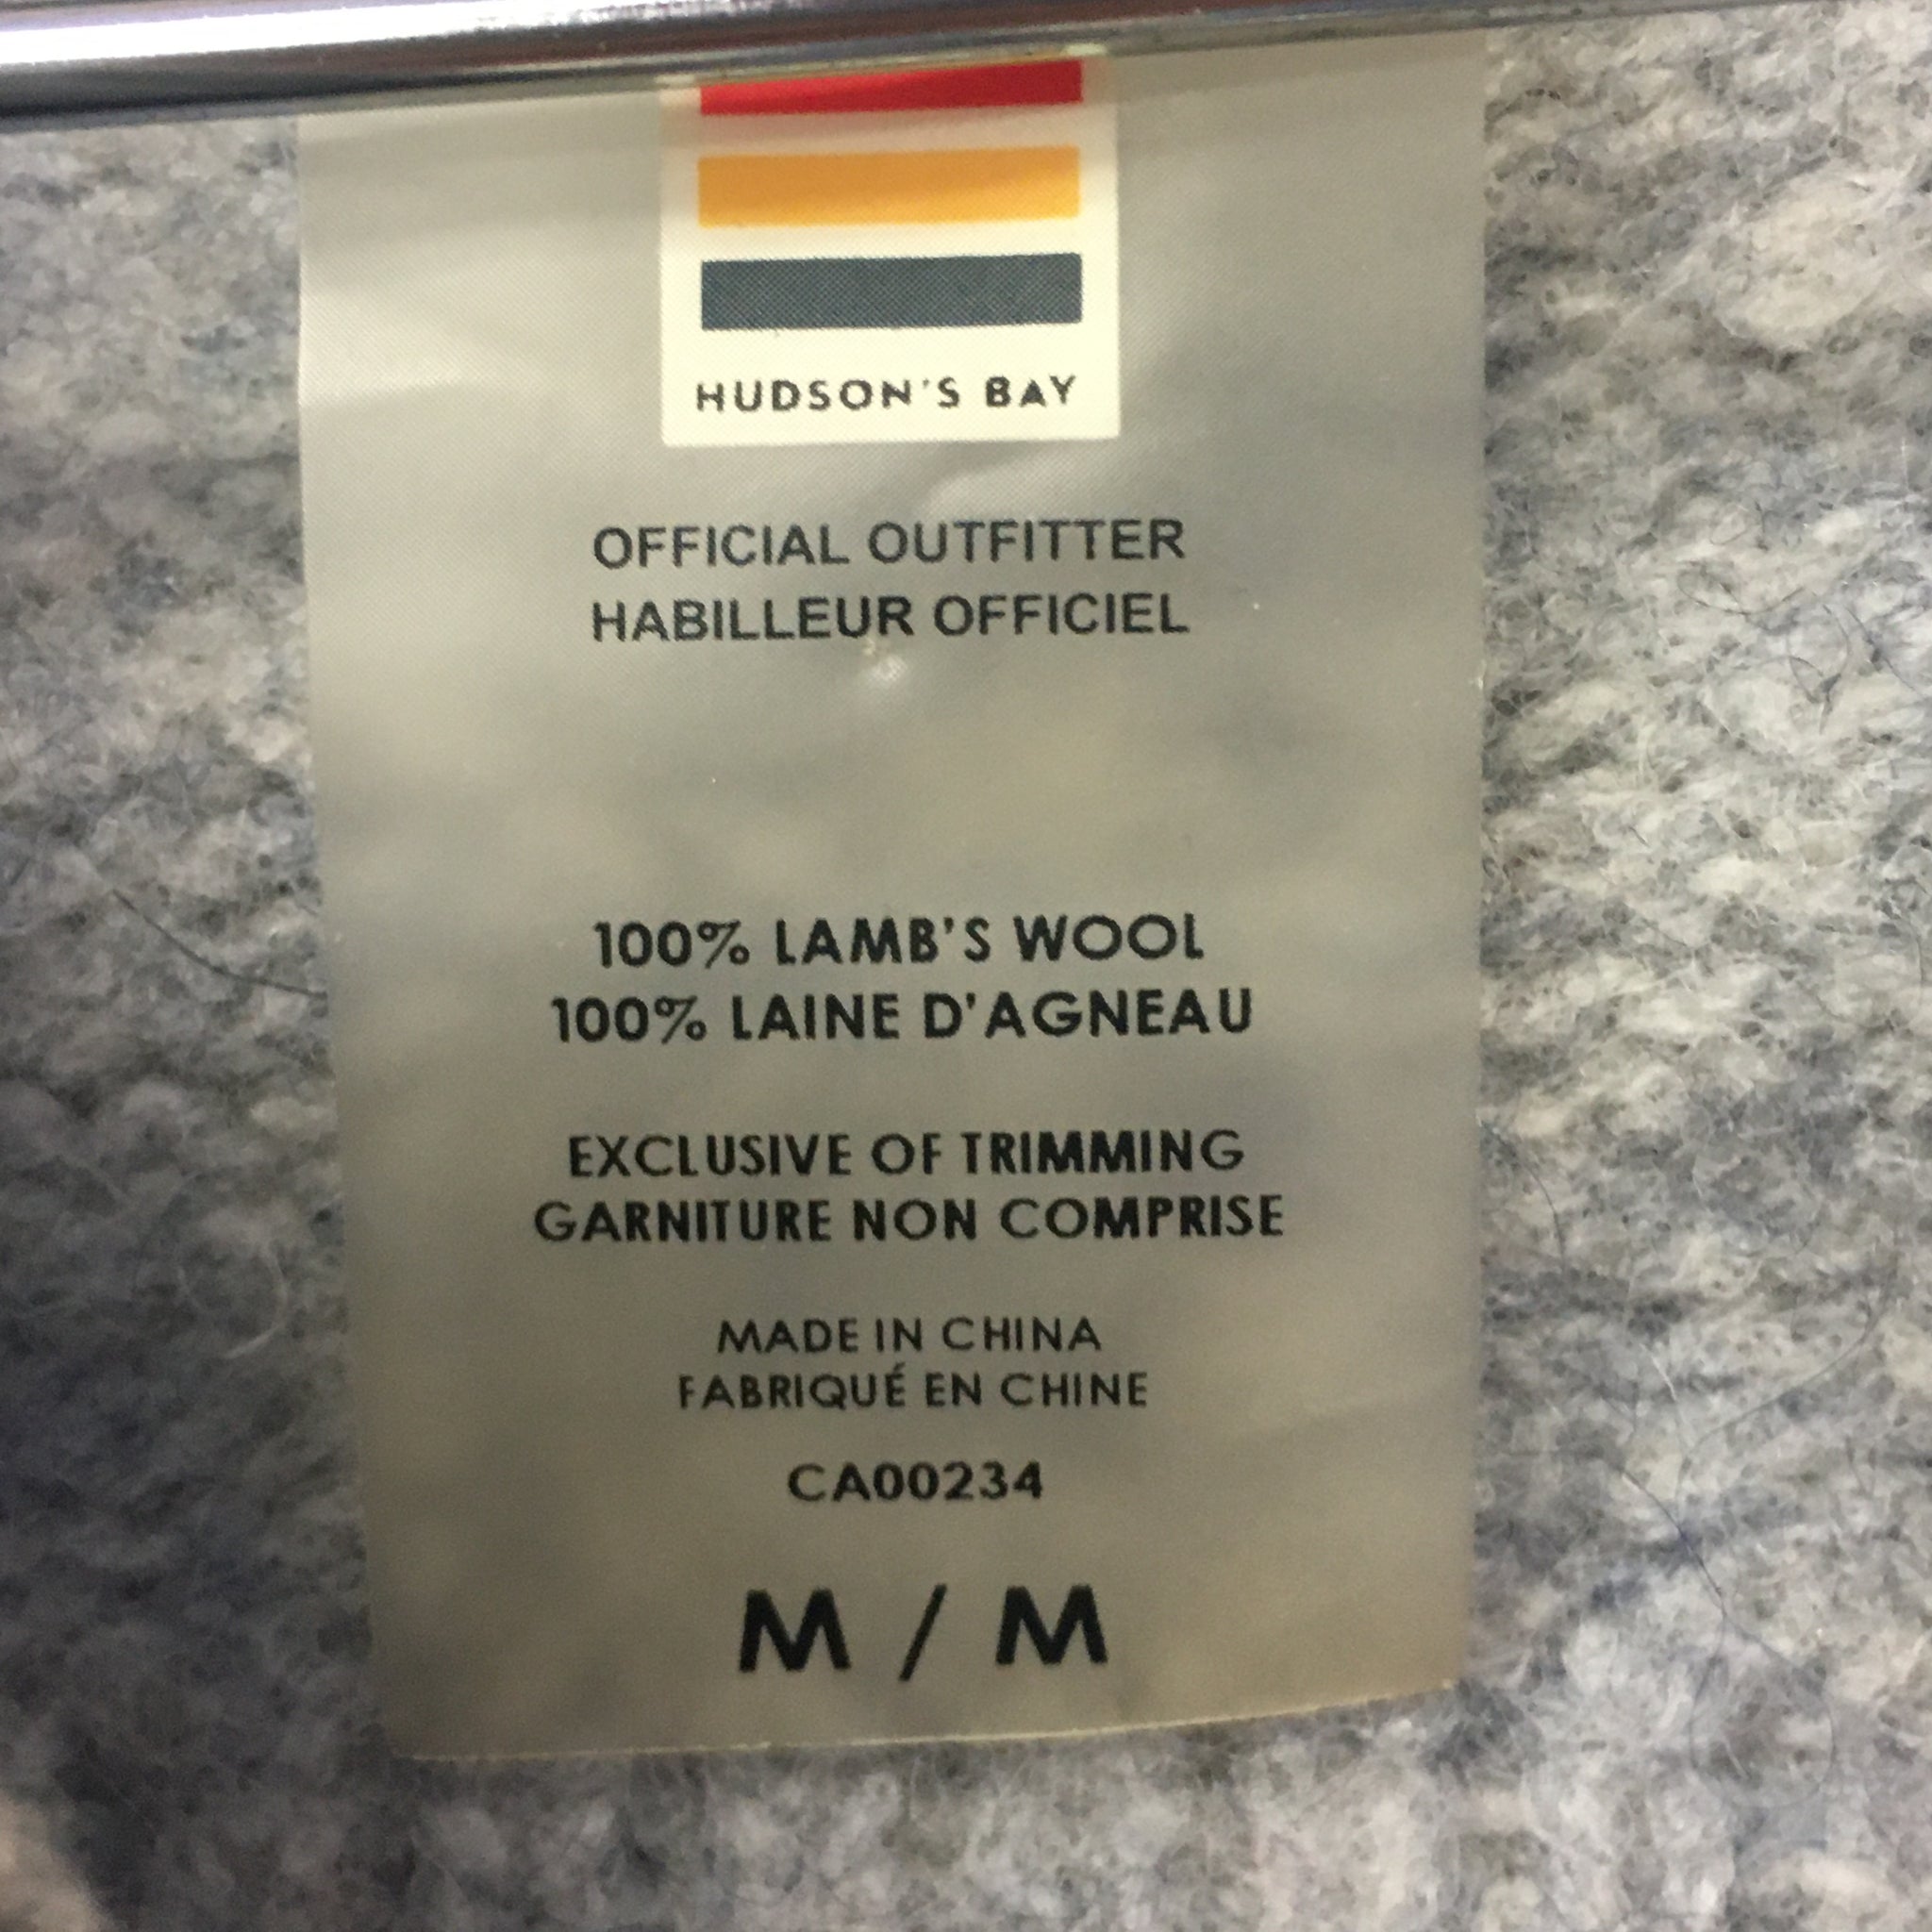 HUDSON'S BAY
OFFICIAL OUTFITTER
HABILLEUR OFFICIEL
100% LAMB'S WOOL
100% LAINE D'AGNEAU
EXCLUSIVE OF TRIMMING
GARNITURE NON COMPRISE
MADE IN CHINA
FABRIQUÉ EN CHINE
CA00234
M / M